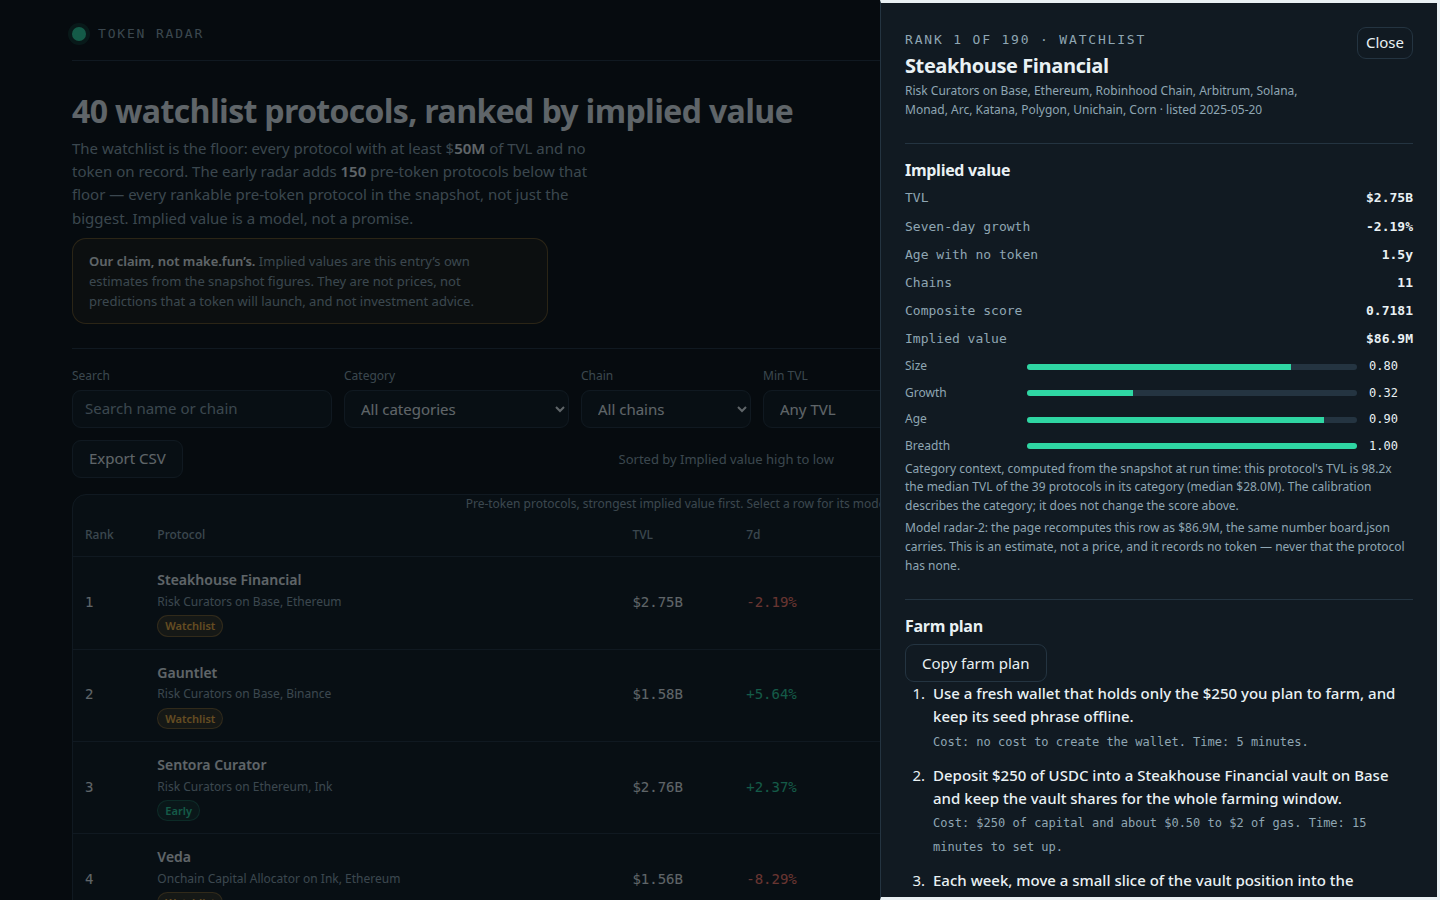 TOKEN RADAR
40 watchlist protocols, ranked by implied value
The watchlist is the floor: every protocol with at least $50M of TVL and no
token on record. The early radar adds 150 pre-token protocols below that
floor — every rankable pre-token protocol in the snapshot, not just the
biggest. Implied value is a model, not a promise.
Our claim, not make.fun's. Implied values are this entry's own
estimates from the snapshot figures. They are not prices, not
predictions that a token will launch, and not investment advice.
Search
Category
Chain
Min TVL
Search name or chain
All categories
All chains
Any TVL
Export CSV
Sorted by Implied value high to low
Pre-token protocols, strongest implied value first. Select a row for its
Rank
Protocol
TVL
7d
1
Steakhouse Financial
Risk Curators on Base, Ethereum
Watchlist
$2.75B
-2.19%
2
Gauntlet
Risk Curators on Base, Binance
Watchlist
$1.58B
+5.64%
3
Sentora Curator
Risk Curators on Ethereum, Ink
Early
$2.76B
+2.37%
4
Veda
Onchain Capital Allocator on Ink, Ethereum
$1.56B
-8.29%
RANK 1 OF 190 · WATCHLIST
Close
Steakhouse Financial
Risk Curators on Base, Ethereum, Robinhood Chain, Arbitrum, Solana,
Monad, Arc, Katana, Polygon, Unichain, Corn · listed 2025-05-20
Implied value
TVL $2.75B
Seven-day growth -2.19%
Age with no token 1.5y
Chains 11
Composite score 0.7181
Implied value $86.9M
Size 0.80
Growth 0.32
Age 0.90
Breadth 1.00
Category context, computed from the snapshot at run time: this protocol's TVL is 98.2x
the median TVL of the 39 protocols in its category (median $28.0M). The calibration
describes the category; it does not change the score above.
Model radar-2: the page recomputes this row as $86.9M, the same number board.json
carries. This is an estimate, not a price, and it records no token — never that the protocol
has none.
Farm plan
Copy farm plan
1. Use a fresh wallet that holds only the $250 you plan to farm, and
keep its seed phrase offline.
Cost: no cost to create the wallet. Time: 5 minutes.
2. Deposit $250 of USDC into a Steakhouse Financial vault on Base
and keep the vault shares for the whole farming window.
Cost: $250 of capital and about $0.50 to $2 of gas. Time: 15
minutes to set up.
3. Each week, move a small slice of the vault position into the